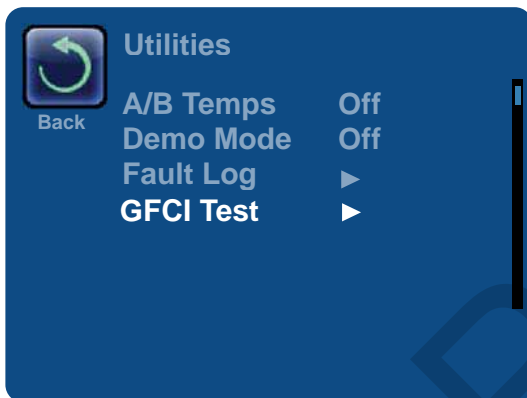 Utilities
Back
A/B Temps Off
Demo Mode Off
Fault Log ►
GFCI Test ►